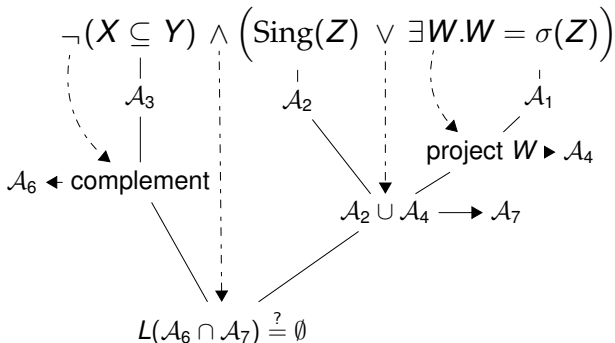 ¬(X ⊆ Y) ∧ (Sing(Z) ∨ ∃W.W = σ(Z))
A₃ A₂ A₁
project W A₄
A₆ complement
A₂ ∪ A₄ A₇
L(A₆ ∩ A₇) ≟ ∅